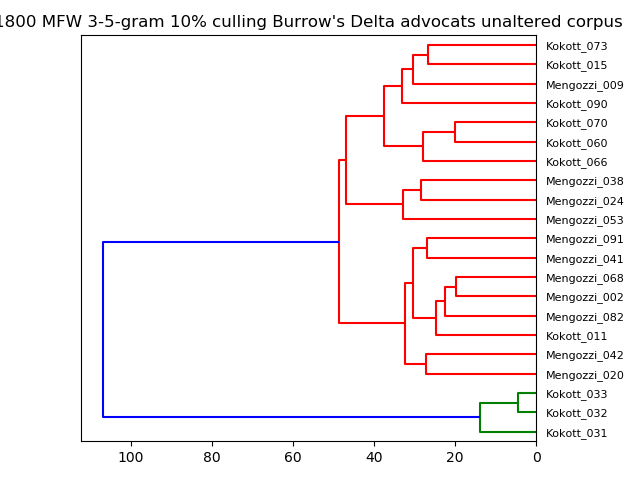 1800 MFW 3-5-gram 10% culling Burrow's Delta advocats unaltered corpus
Kokott_073
Kokott_015
Mengozzi_009
Kokott_090
Kokott_070
Kokott_060
Kokott_066
Mengozzi_038
Mengozzi_024
Mengozzi_053
Mengozzi_091
Mengozzi_041
Mengozzi_068
Mengozzi_002
Mengozzi_082
Kokott_011
Mengozzi_042
Mengozzi_020
Kokott_033
Kokott_032
Kokott_031
100 80 60 40 20 0